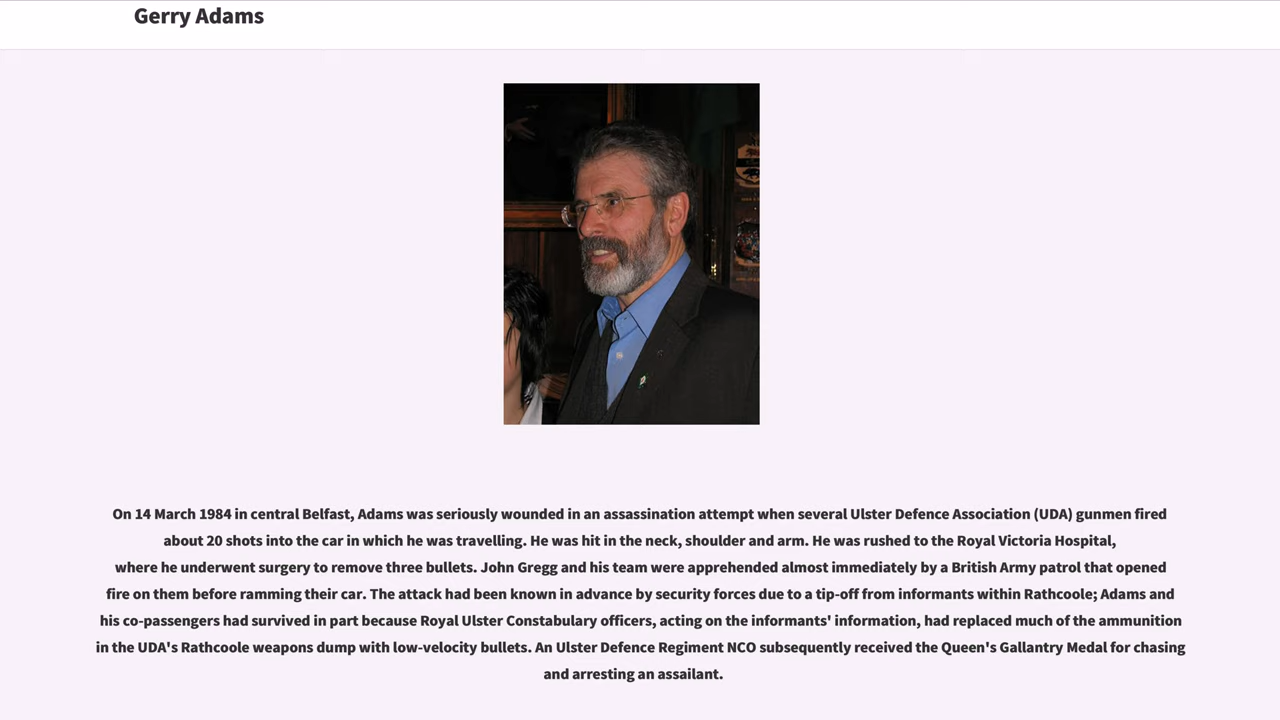 Gerry Adams
On 14 March 1984 in central Belfast, Adams was seriously wounded in an assassination attempt when several Ulster Defence Association (UDA) gunmen fired
about 20 shots into the car in which he was travelling. He was hit in the neck, shoulder and arm. He was rushed to the Royal Victoria Hospital,
where he underwent surgery to remove three bullets. John Gregg and his team were apprehended almost immediately by a British Army patrol that opened
fire on them before ramming their car. The attack had been known in advance by security forces due to a tip-off from informants within Rathcoole; Adams and
his co-passengers had survived in part because Royal Ulster Constabulary officers, acting on the informants' information, had replaced much of the ammunition
in the UDA's Rathcoole weapons dump with low-velocity bullets. An Ulster Defence Regiment NCO subsequently received the Queen's Gallantry Medal for chasing
and arresting an assailant.